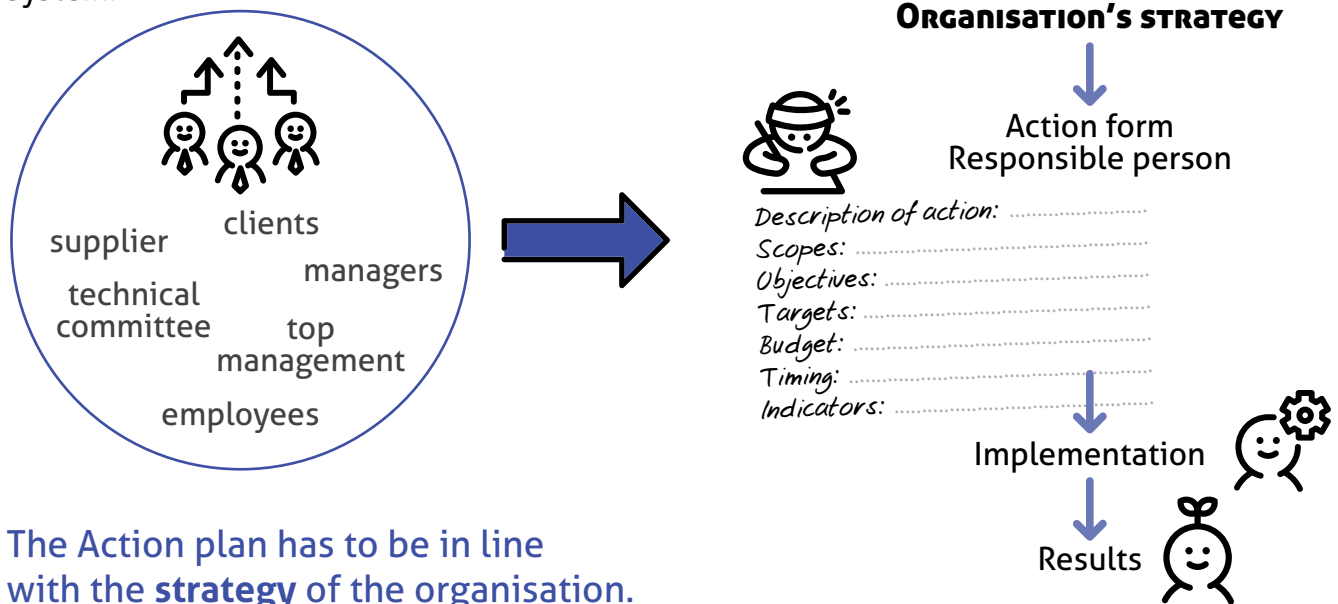 clients
supplier
managers
technical
committee
top
management
employees
The Action plan has to be in line
with the strategy of the organisation.
Organisation's strategy
Action form
Responsible person
Description of action:
Scopes:
Objectives:
Targets:
Budget:
Timing:
Indicators:
Implementation
Results